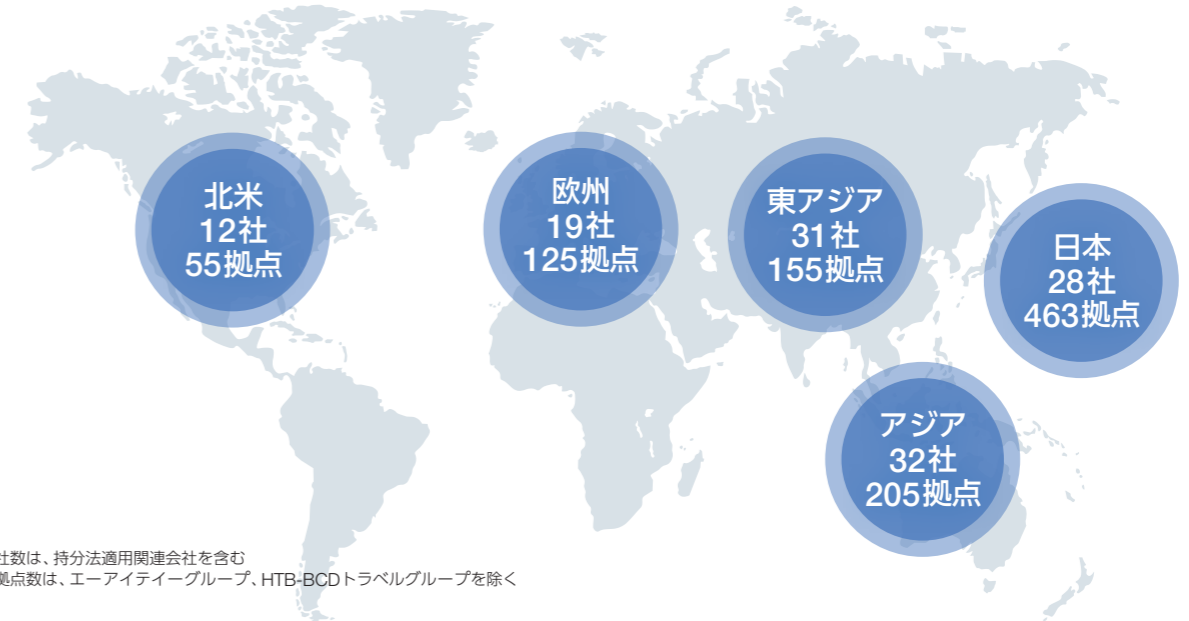 北米
12社
55拠点
欧州
19社
125拠点
東アジア
31社
155拠点
日本
28社
463拠点
アジア
32社
205拠点
社数は、持分法適用関連会社を含む
拠点数は、エーアイテイーグループ、HTB-BCDトラベルグループを除く